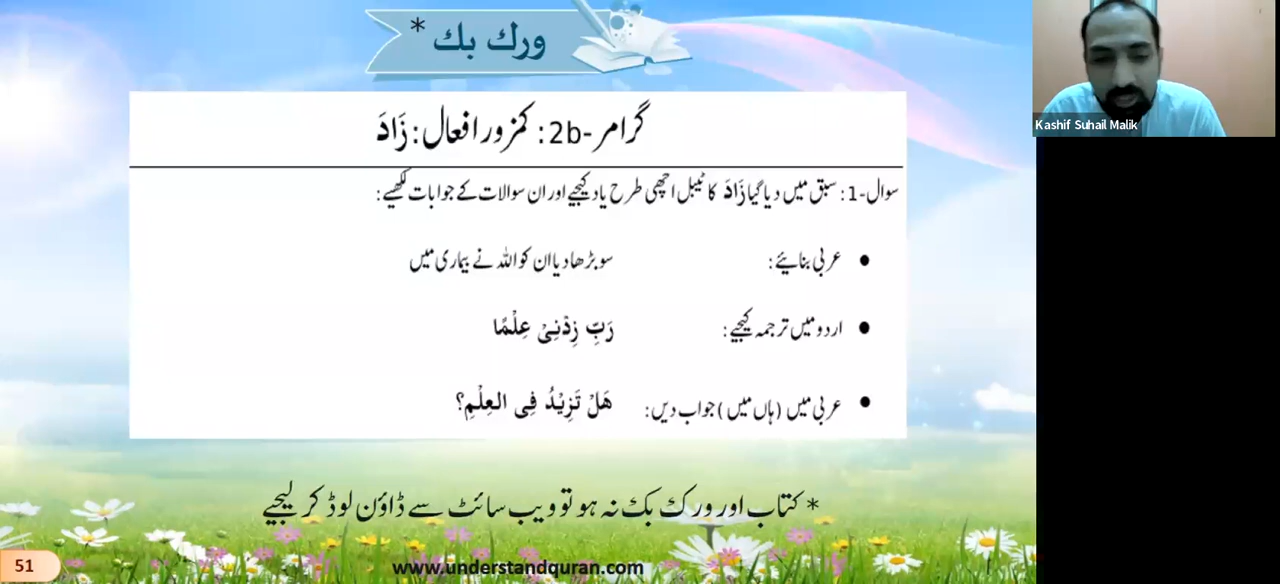 ورك بك *
گرامر -2b: کمزور افعال: زَادَ
سوال-1: سبق میں دیا گیا زَادَ کا ٹیبل اچھی طرح یاد کیجیے اور ان سوالات کے جوابات لکھیے:
• عربی بنائیے: سو بڑھا دیا ان کو اللہ نے بیماری میں
• اردو میں ترجمہ کیجیے: رَبِّ زِدْنِیْ عِلْمًا
• عربی میں (ہاں میں) جواب دیں: هَلْ تَزِیْدُ فِی الْعِلْمِ؟
* کتاب اور ورک بک نہ ہو تو ویب سائٹ سے ڈاؤن لوڈ کر لیجیے
www.understandquran.com
51
Kashif Suhail Malik